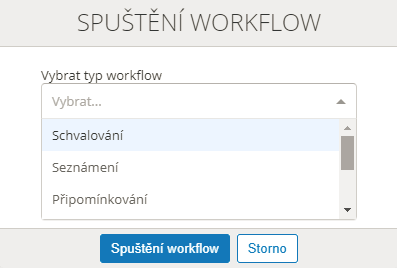 SPUŠTĚNÍ WORKFLOW
Vybrat typ workflow
Vybrat...
Schvalování
Seznámení
Připomínkování
Spuštění workflow Storno